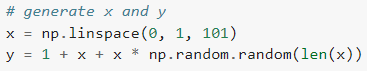 # generate x and y
x = np.linspace(0, 1, 101)
y = 1 + x + x * np.random.random(len(x))